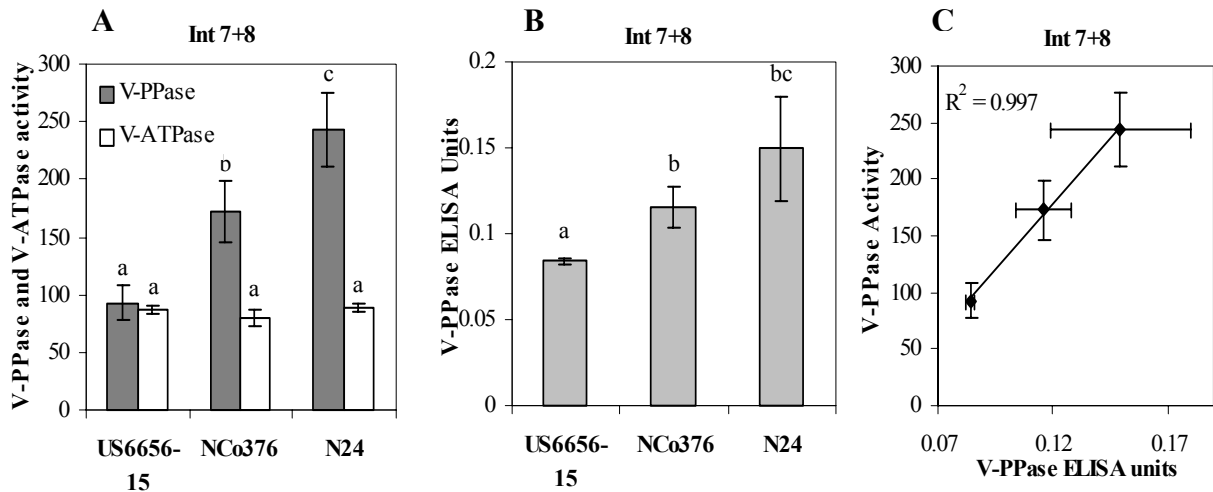 A
Int 7+8
V-PPase and V-ATPase activity
300
250
200
150
100
50
0
V-PPase
V-ATPase
a
a
b
a
c
a
US6656-
15
NCo376
N24
B
Int 7+8
V-PPase ELISA Units
0.2
0.15
0.1
0.05
0
a
b
bc
US6656-
15
NCo376
N24
C
Int 7+8
V-PPase Activity
300
250
200
150
100
50
0
R² = 0.997
0.07
0.12
0.17
V-PPase ELISA units